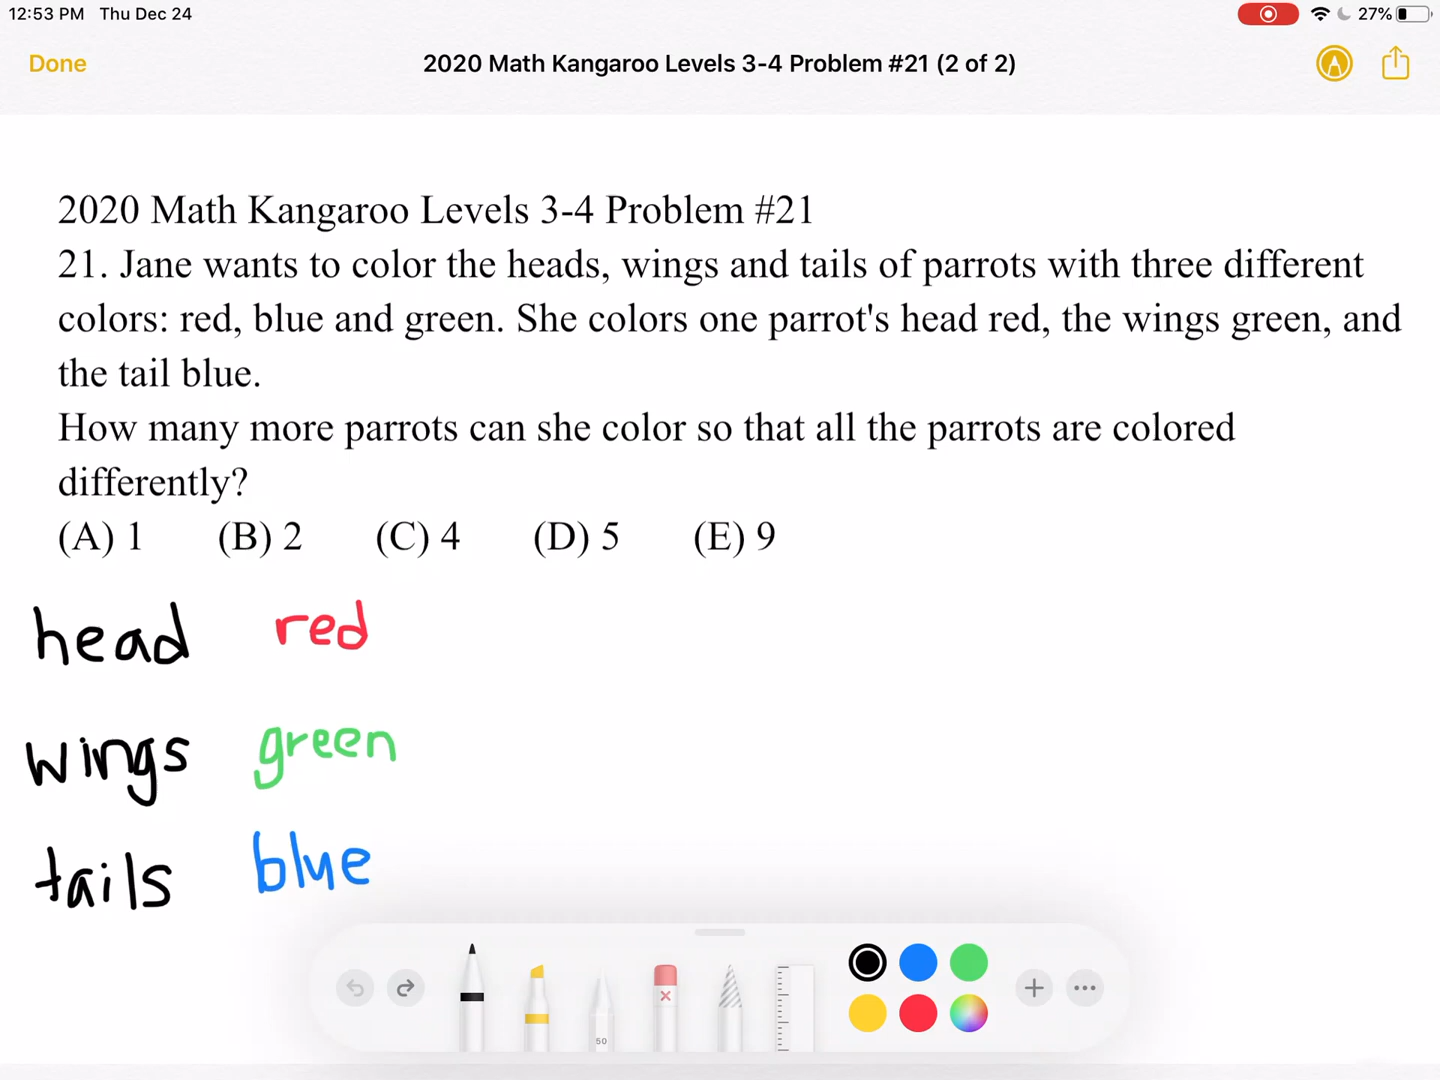 12:53 PM Thu Dec 24
27%
Done
2020 Math Kangaroo Levels 3-4 Problem #21 (2 of 2)
2020 Math Kangaroo Levels 3-4 Problem #21
21. Jane wants to color the heads, wings and tails of parrots with three different
colors: red, blue and green. She colors one parrot's head red, the wings green, and
the tail blue.
How many more parrots can she color so that all the parrots are colored
differently?
(A) 1 (B) 2 (C) 4 (D) 5 (E) 9
head red
wings green
tails blue
50